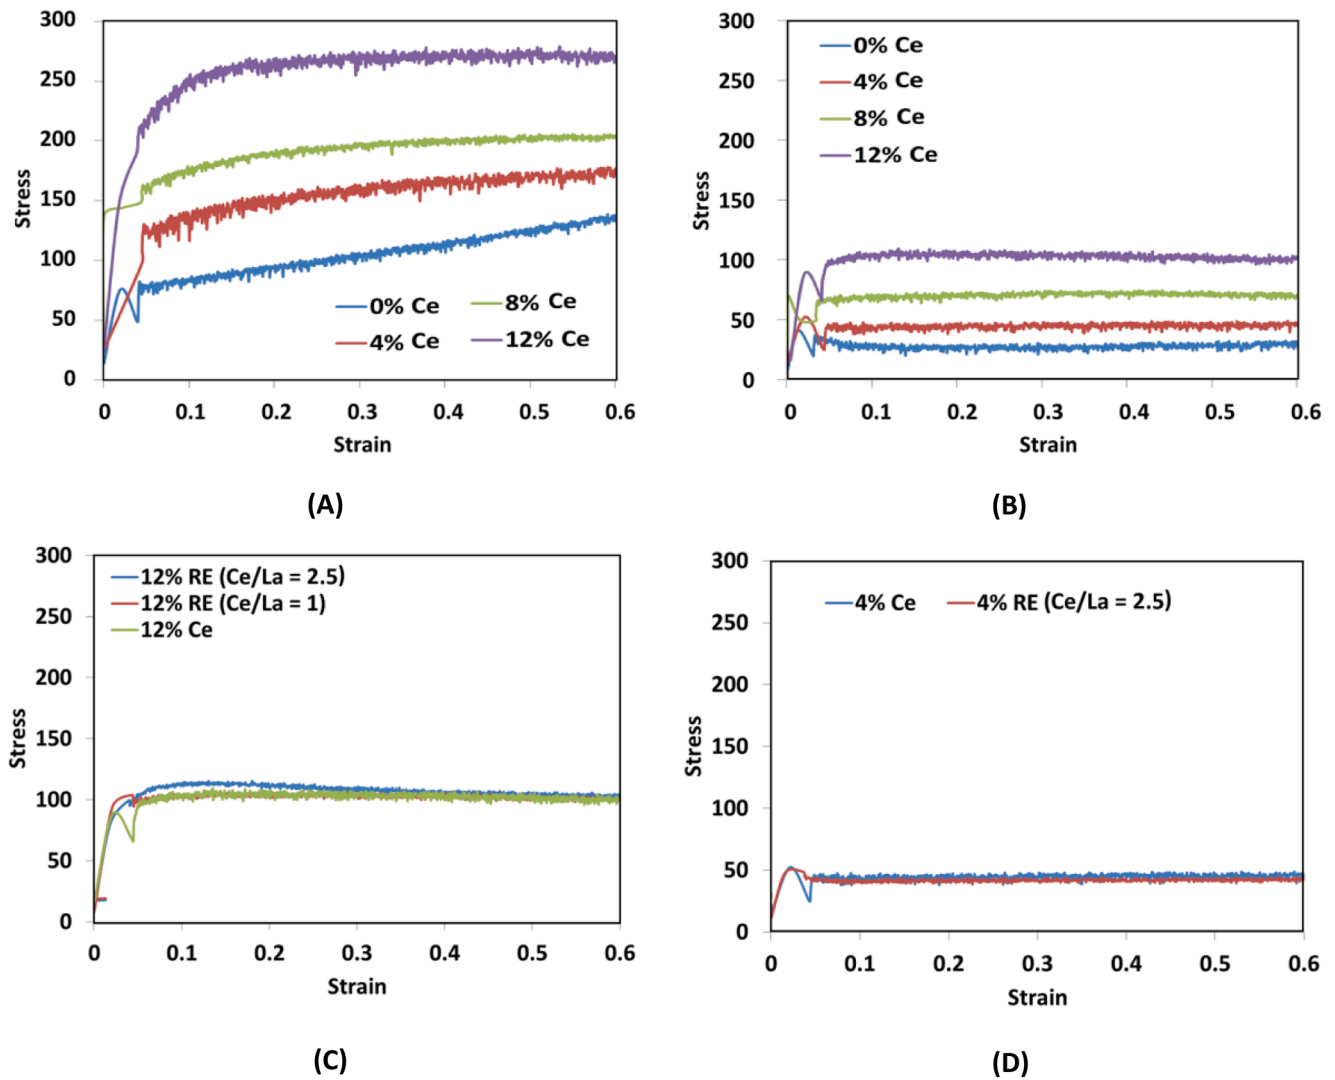 300
250
200
150
100
50
0
Stress
0% Ce
8% Ce
4% Ce
12% Ce
0 0.1 0.2 0.3 0.4 0.5 0.6
Strain
(A)
300
250
200
150
100
50
0
Stress
0% Ce
4% Ce
8% Ce
12% Ce
0 0.1 0.2 0.3 0.4 0.5 0.6
Strain
(B)
300
250
200
150
100
50
0
Stress
12% RE (Ce/La = 2.5)
12% RE (Ce/La = 1)
12% Ce
0 0.1 0.2 0.3 0.4 0.5 0.6
Strain
(C)
300
250
200
150
100
50
0
Stress
4% Ce
4% RE (Ce/La = 2.5)
0 0.1 0.2 0.3 0.4 0.5 0.6
Strain
(D)